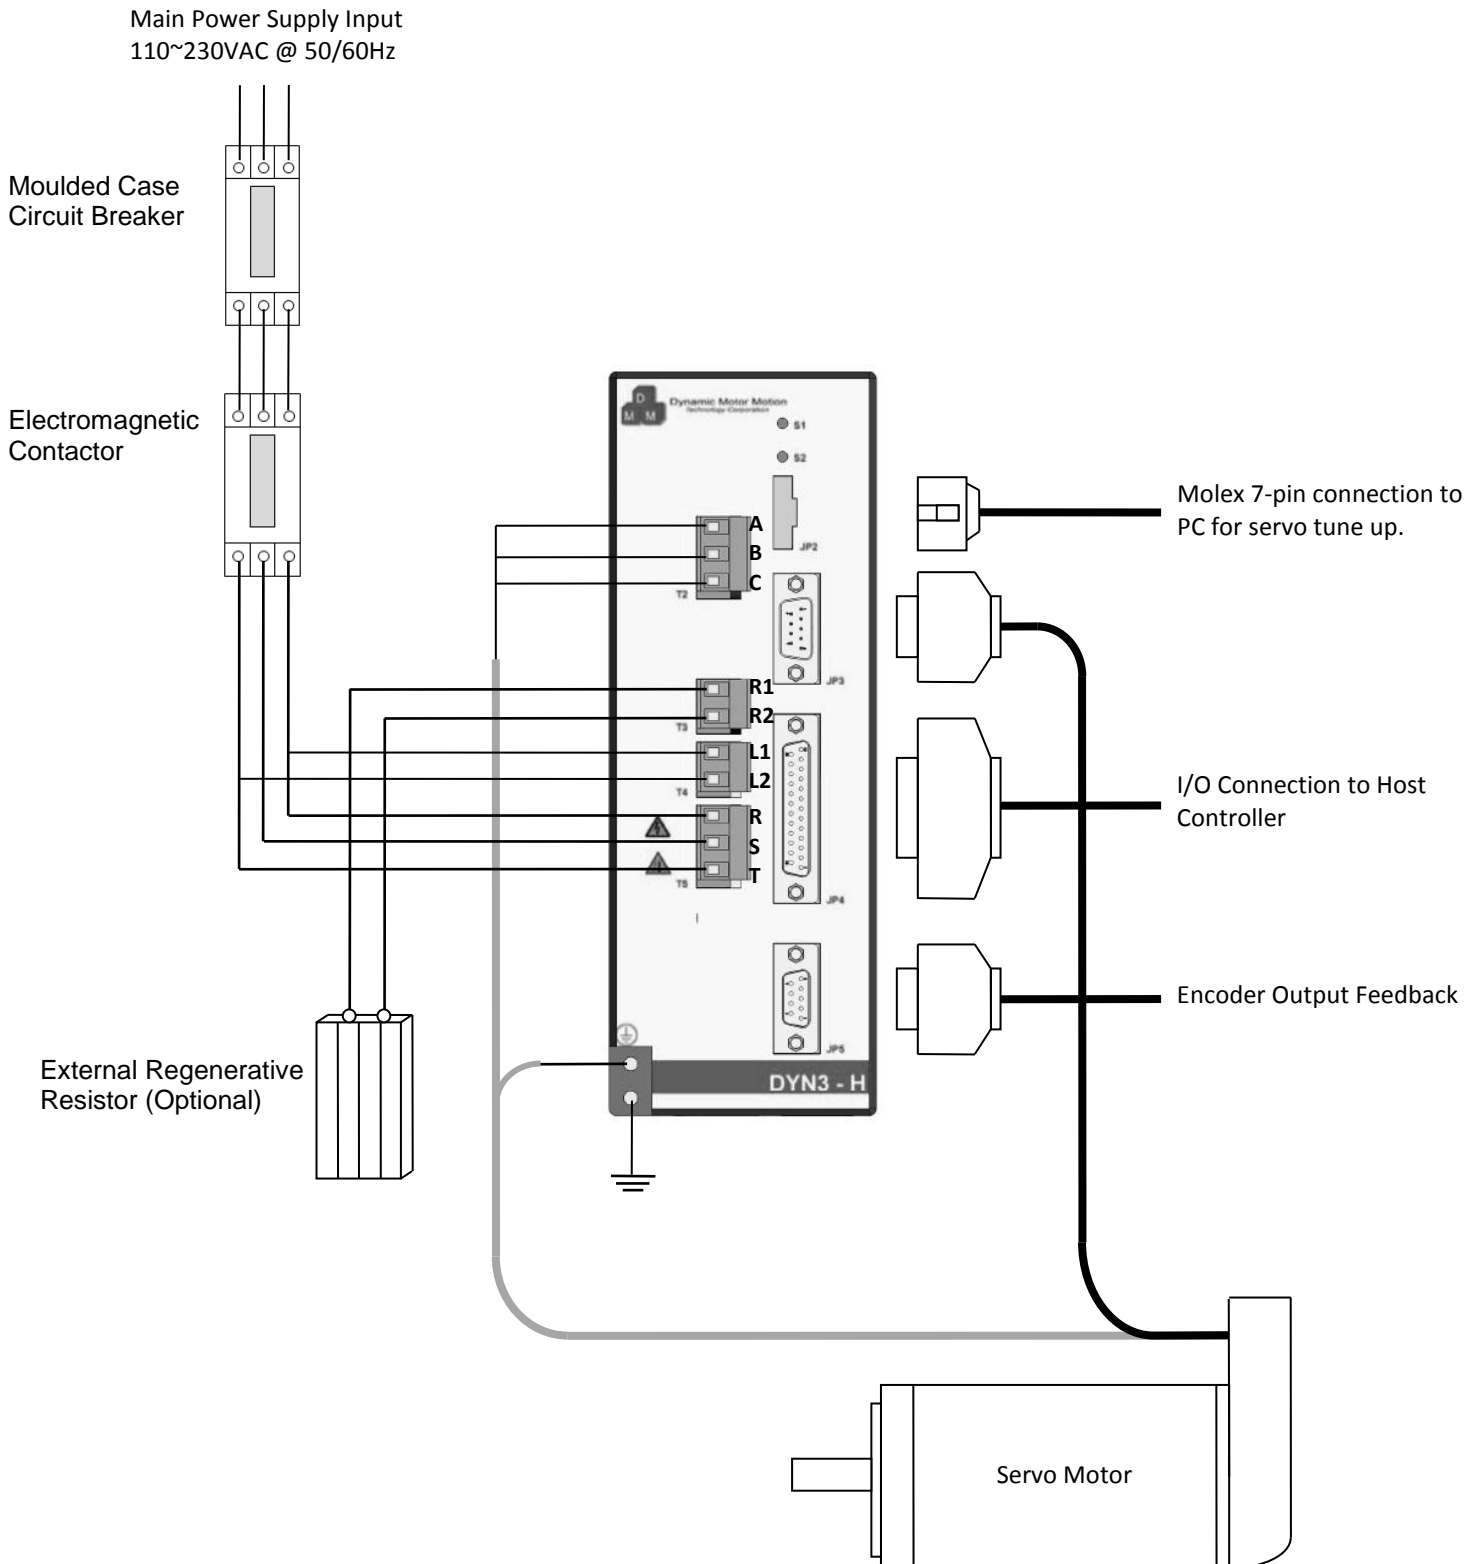 Main Power Supply Input
110~230VAC @ 50/60Hz
Moulded Case
Circuit Breaker
Electromagnetic
Contactor
D
M M
Dynamic Motor Motion
Technology Corporation
S1
S2
JP2
A
B
C
T2
JP3
R1
R2
T3
L1
L2
T4
R
S
T
T5
JP4
JP5
DYN3 - H
Molex 7-pin connection to
PC for servo tune up.
I/O Connection to Host
Controller
Encoder Output Feedback
External Regenerative
Resistor (Optional)
Servo Motor